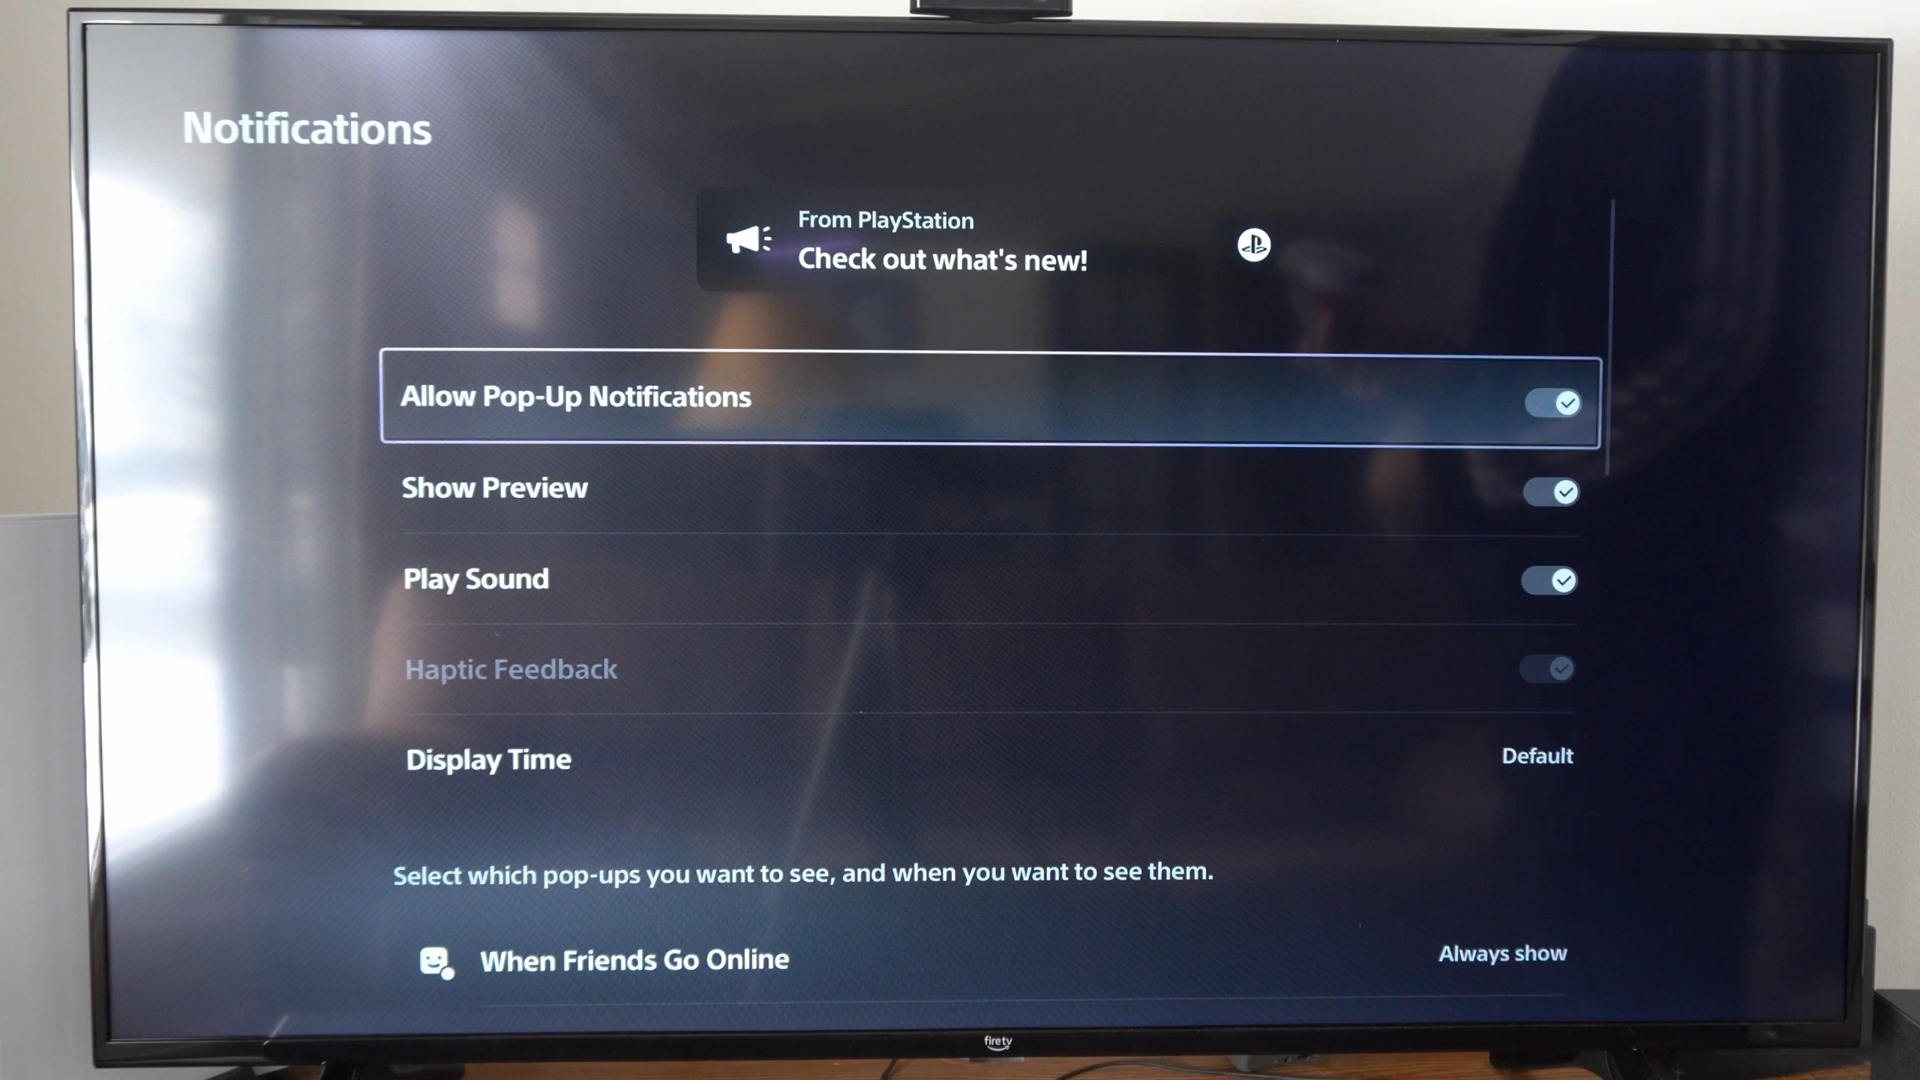 Notifications
From PlayStation
Check out what's new!
Allow Pop-Up Notifications
Show Preview
Play Sound
Haptic Feedback
Display Time
Default
Select which pop-ups you want to see, and when you want to see them.
When Friends Go Online
Always show
firetv